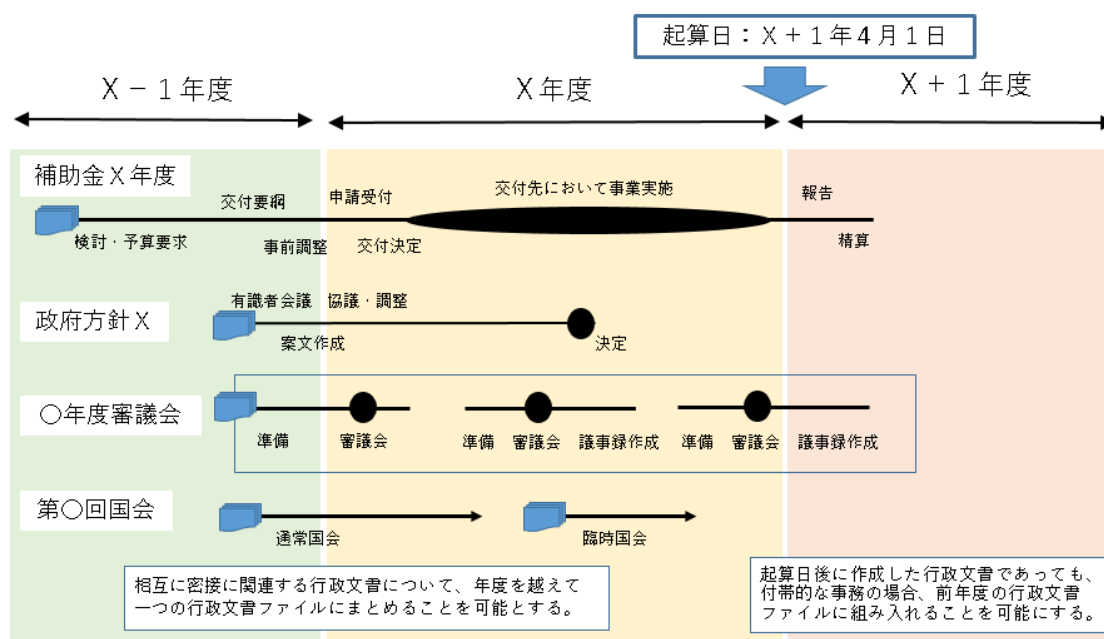 起算日：X＋１年４月１日
X－１年度
X年度
X＋１年度
補助金X年度
交付要綱
申請受付
交付先において事業実施
報告
検討・予算要求
事前調整
交付決定
精算
政府方針X
有識者会議
協議・調整
案文作成
決定
〇年度審議会
準備
審議会
準備
審議会
議事録作成
準備
審議会
議事録作成
第〇回国会
通常国会
臨時国会
相互に密接に関連する行政文書について、年度を越えて
一つの行政文書ファイルにまとめることを可能とする。
起算日後に作成した行政文書であっても、
付帯的な事務の場合、前年度の行政文書
ファイルに組み入れることを可能にする。